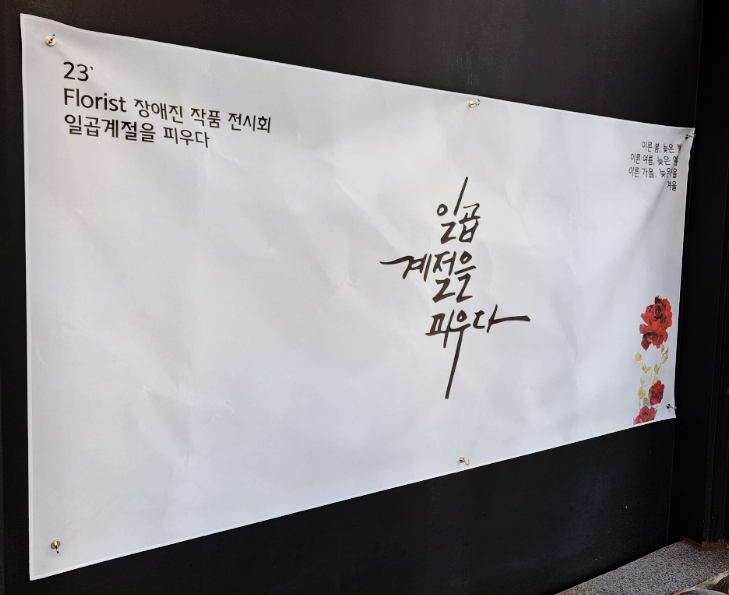 23'
Florist 장애진 작품 전시회
일곱계절을 피우다
일곱
계절을
피우다
이른 봄, 늦은
이른 여름, 늦은
이른 가을,
겨울